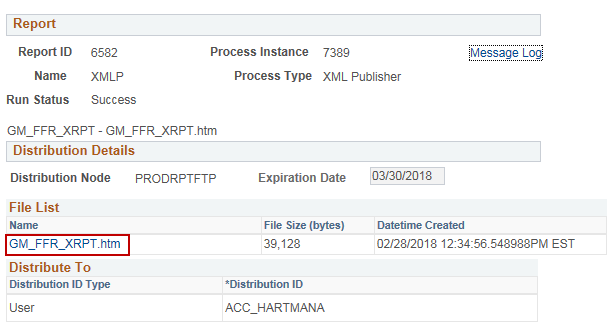 Report
Report ID 6582 Process Instance 7389 Message Log
Name XMLP Process Type XML Publisher
Run Status Success
GM_FFR_XRPT - GM_FFR_XRPT.htm
Distribution Details
Distribution Node PRODRPTFTP Expiration Date 03/30/2018
File List
Name File Size (bytes) Datetime Created
GM_FFR_XRPT.htm 39,128 02/28/2018 12:34:56.548988PM EST
Distribute To
Distribution ID Type *Distribution ID
User ACC_HARTMANA